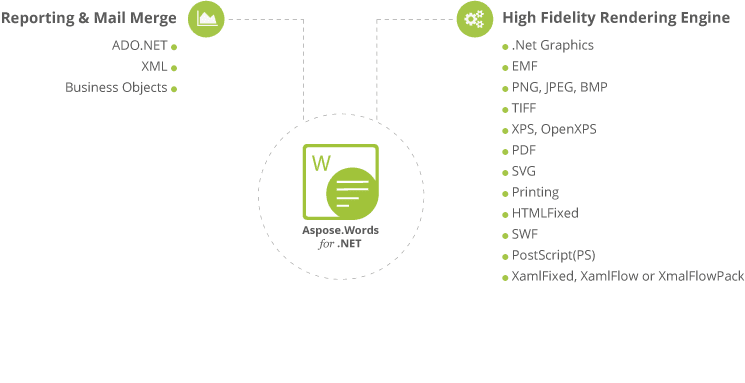 Reporting & Mail Merge
ADO.NET
XML
Business Objects
High Fidelity Rendering Engine
.Net Graphics
EMF
PNG, JPEG, BMP
TIFF
XPS, OpenXPS
PDF
SVG
Printing
HTMLFixed
SWF
PostScript(PS)
XamlFixed, XamlFlow or XmalFlowPack
W
Aspose.Words
for .NET